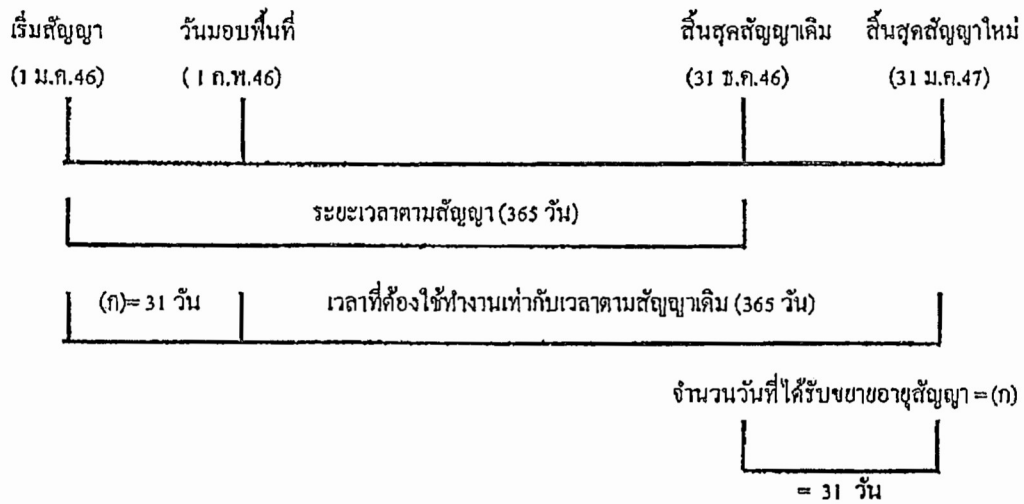 เริ่มสัญญา วันมอบพื้นที่ สิ้นสุดสัญญาเดิม สิ้นสุดสัญญาใหม่
(1 ม.ค.46) ( 1 ก.พ.46) (31 ธ.ค.46) (31 ม.ค.47)
ระยะเวลาตามสัญญา (365 วัน)
(ก)= 31 วัน เวลาที่ต้องใช้ทำงานเท่ากับเวลาตามสัญญาเดิม (365 วัน)
จำนวนวันที่ได้รับขยายอายุสัญญา = (ก)
= 31 วัน